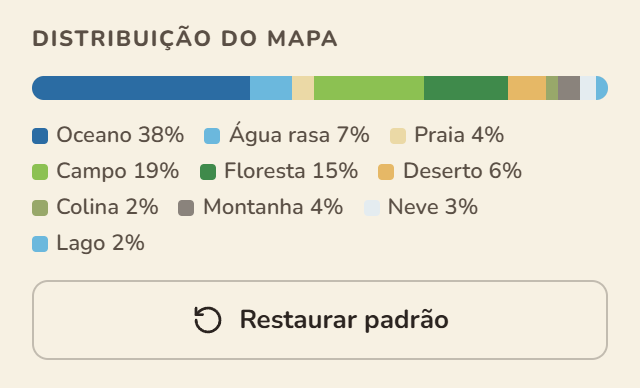 DISTRIBUIÇÃO DO MAPA
Oceano 38% Água rasa 7% Praia 4%
Campo 19% Floresta 15% Deserto 6%
Colina 2% Montanha 4% Neve 3%
Lago 2%
Restaurar padrão